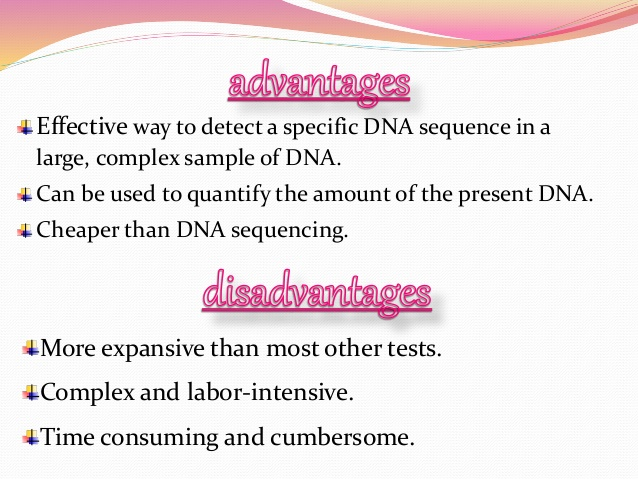 advantages
Effective way to detect a specific DNA sequence in a
large, complex sample of DNA.
Can be used to quantify the amount of the present DNA.
Cheaper than DNA sequencing.
disadvantages
More expansive than most other tests.
Complex and labor-intensive.
Time consuming and cumbersome.